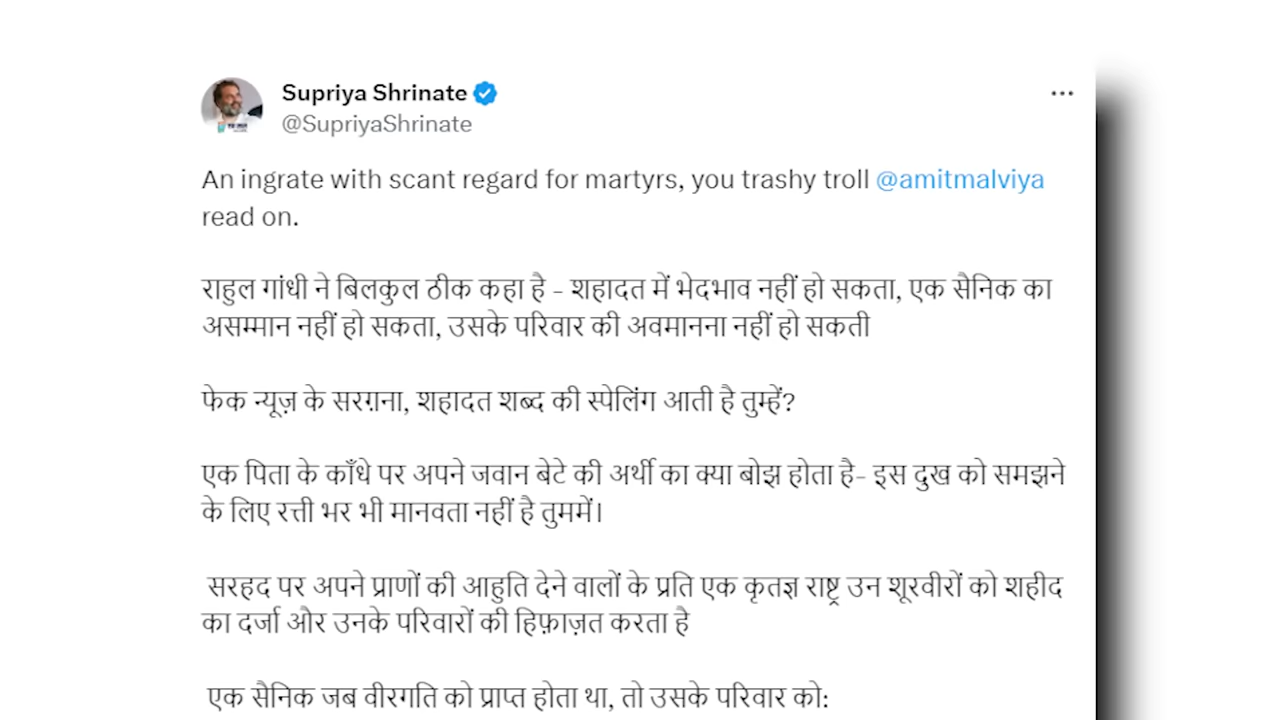 Supriya Shrinate
@SupriyaShrinate
An ingrate with scant regard for martyrs, you trashy troll @amitmalviya
read on.
राहुल गांधी ने बिलकुल ठीक कहा है - शहादत में भेदभाव नहीं हो सकता, एक सैनिक का
असम्मान नहीं हो सकता, उसके परिवार की अवमानना नहीं हो सकती
फेक न्यूज़ के सरग़ना, शहादत शब्द की स्पेलिंग आती है तुम्हें?
एक पिता के काँधे पर अपने जवान बेटे की अर्थी का क्या बोझ होता है- इस दुख को समझने
के लिए रत्ती भर भी मानवता नहीं है तुममें।
सरहद पर अपने प्राणों की आहुति देने वालों के प्रति एक कृतज्ञ राष्ट्र उन शूरवीरों को शहीद
का दर्जा और उनके परिवारों की हिफ़ाज़त करता है
एक सैनिक जब वीरगति को प्राप्त होता था, तो उसके परिवार को: